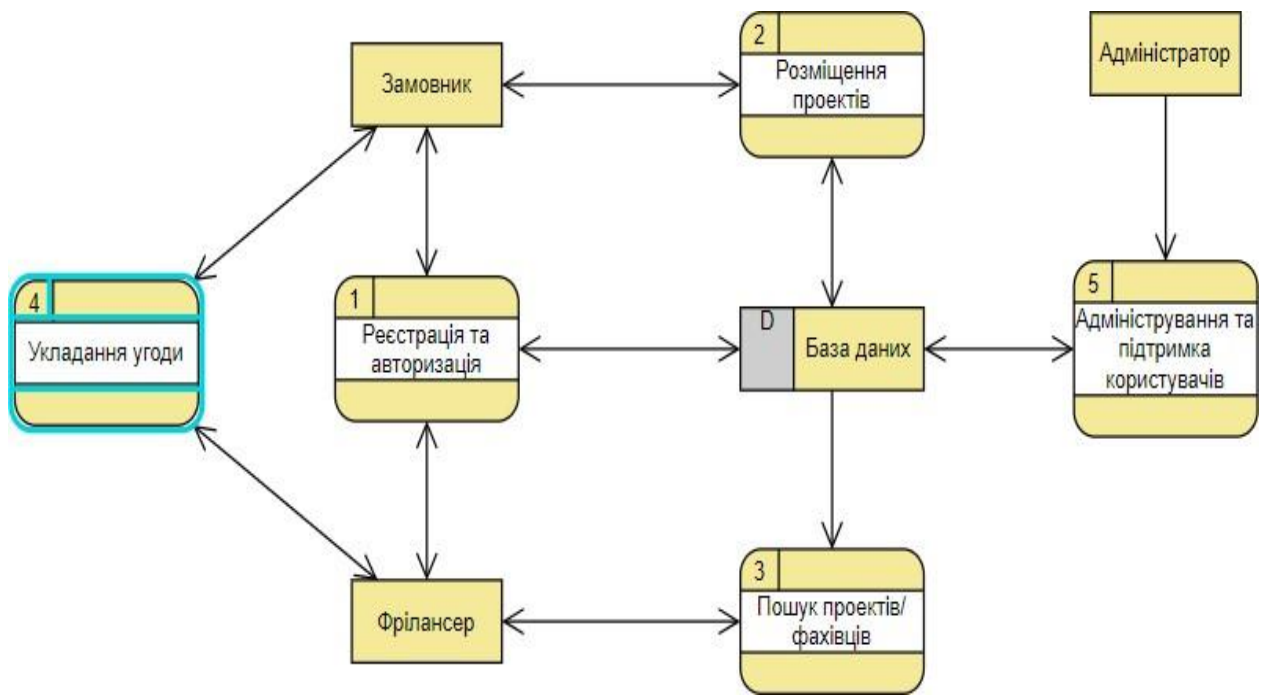 2
Розміщення
проектів
Адміністратор
Замовник
4
Укладання угоди
1
Реєстрація та
авторизація
D
База даних
5
Адміністрування та
підтримка
користувачів
Фрілансер
3
Пошук проектів/
фахівців